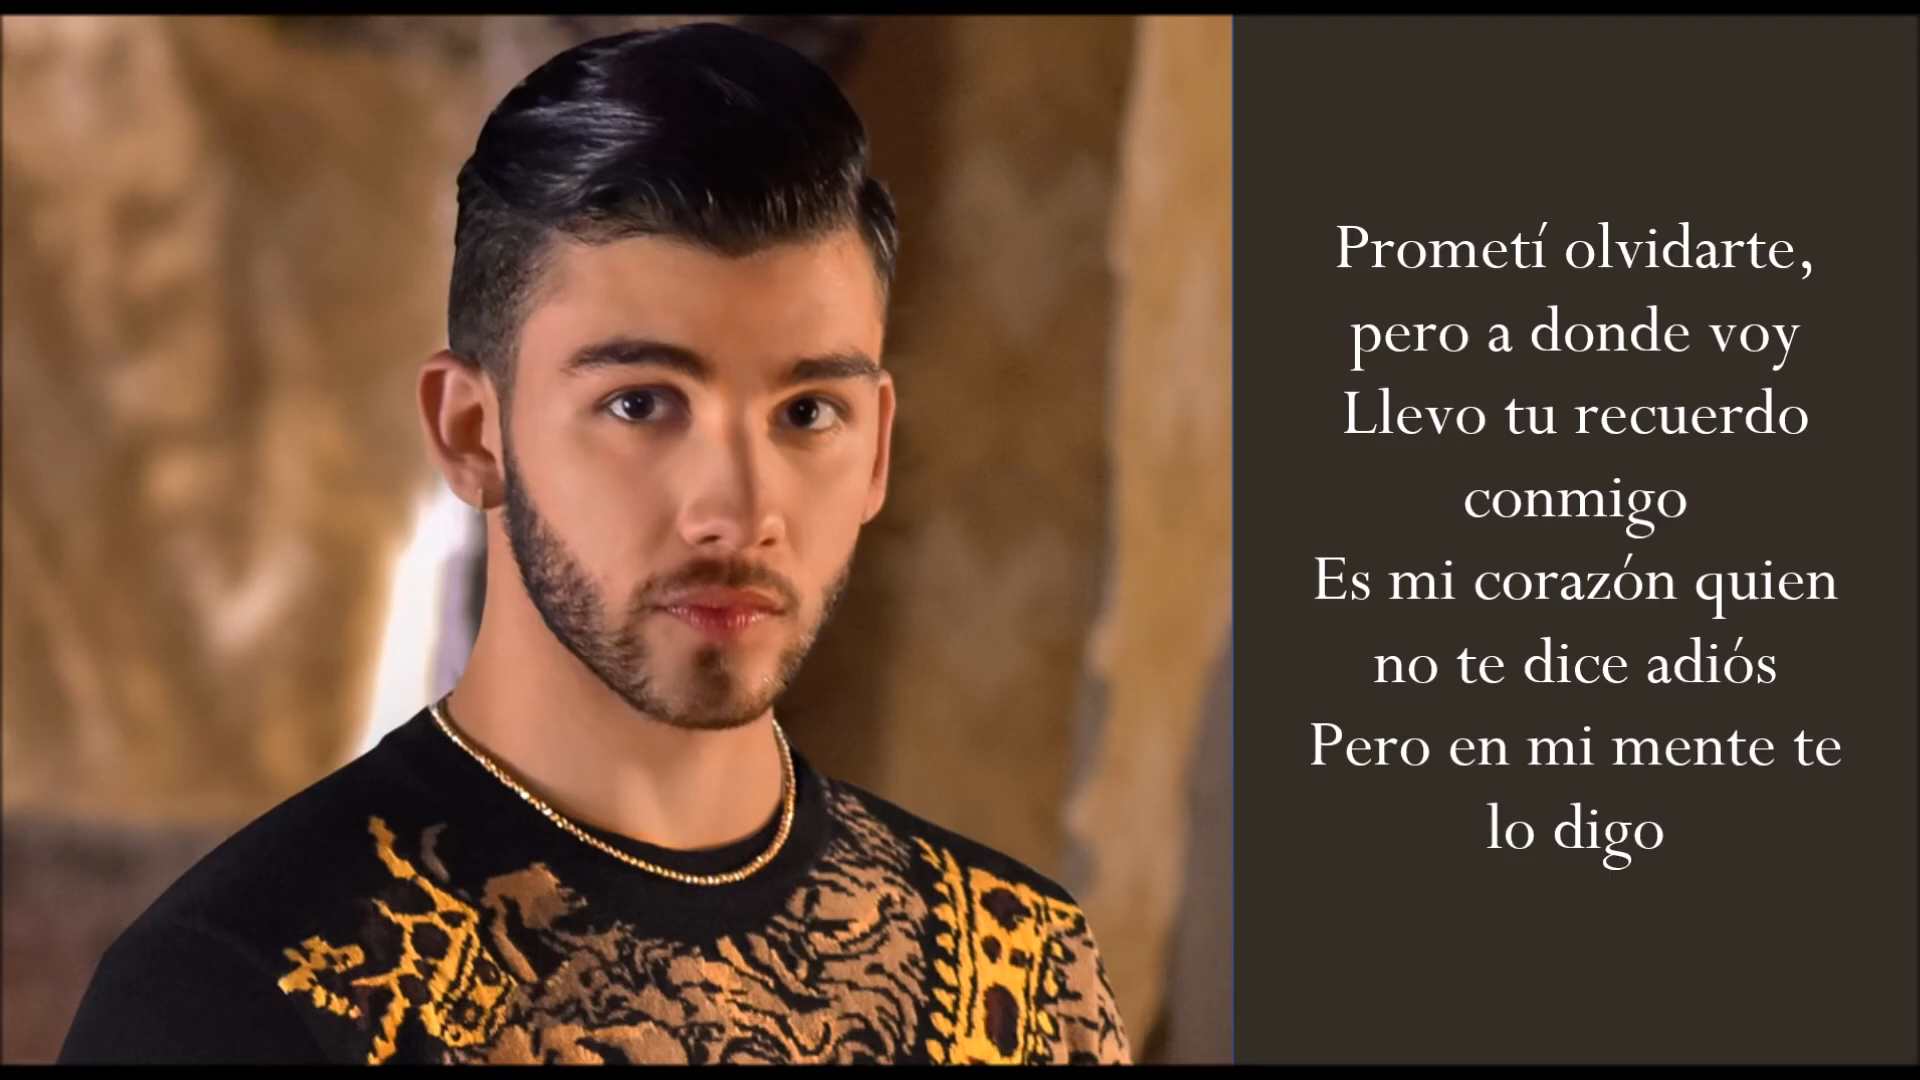 Prometí olvidarte,
pero a donde voy
Llevo tu recuerdo
conmigo
Es mi corazón quien
no te dice adiós
Pero en mi mente te
lo digo